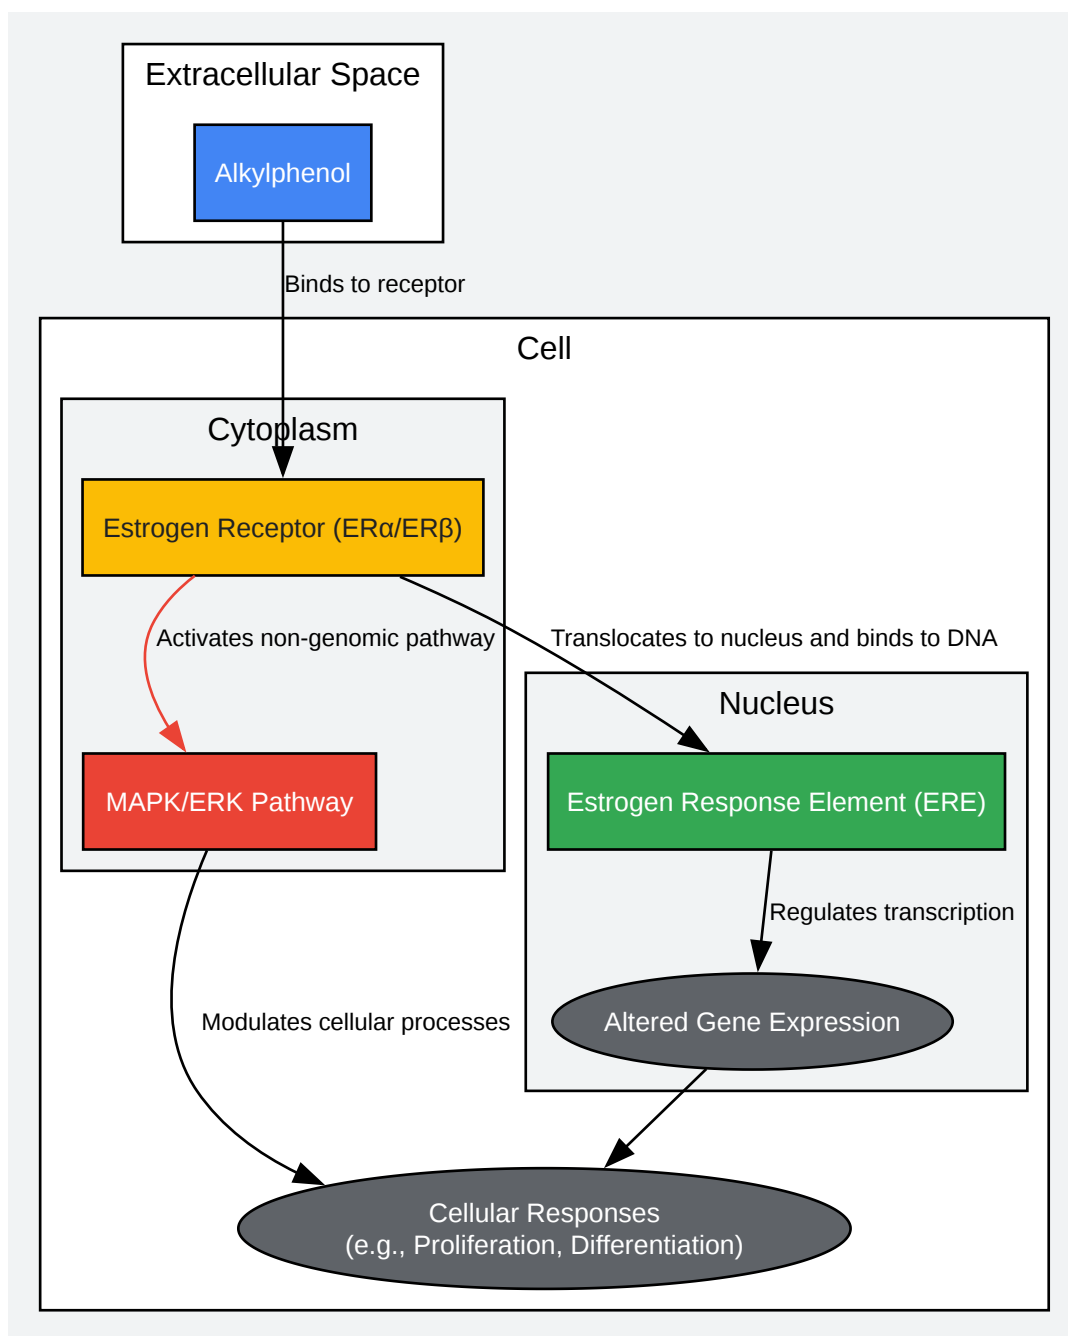 Extracellular Space
Alkylphenol
Binds to receptor
Cell
Cytoplasm
Estrogen Receptor (ERα/ERβ)
Activates non-genomic pathway
Translocates to nucleus and binds to DNA
Nucleus
MAPK/ERK Pathway
Estrogen Response Element (ERE)
Regulates transcription
Modulates cellular processes
Altered Gene Expression
Cellular Responses
(e.g., Proliferation, Differentiation)